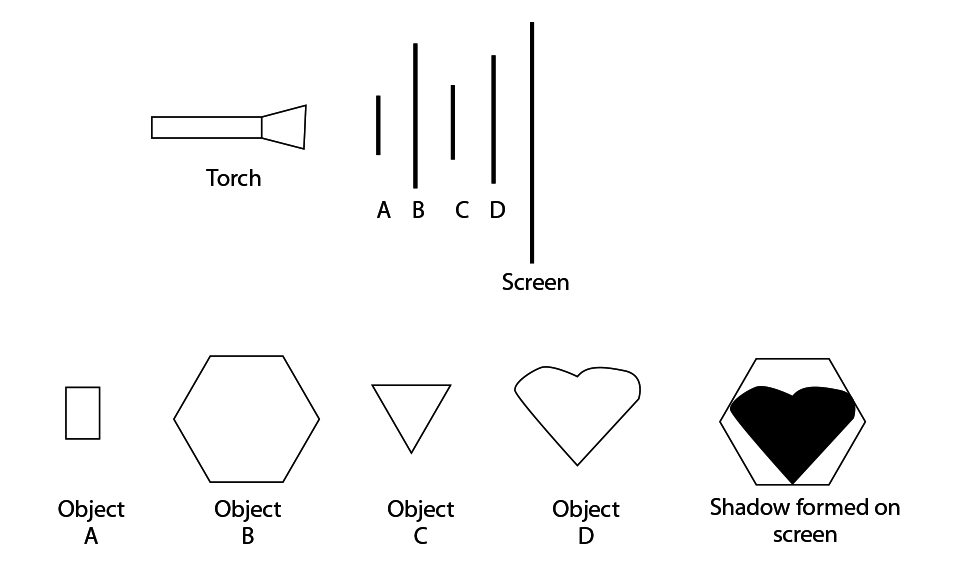 Torch
A B C D
Screen
Object
A
Object
B
Object
C
Object
D
Shadow formed on
screen